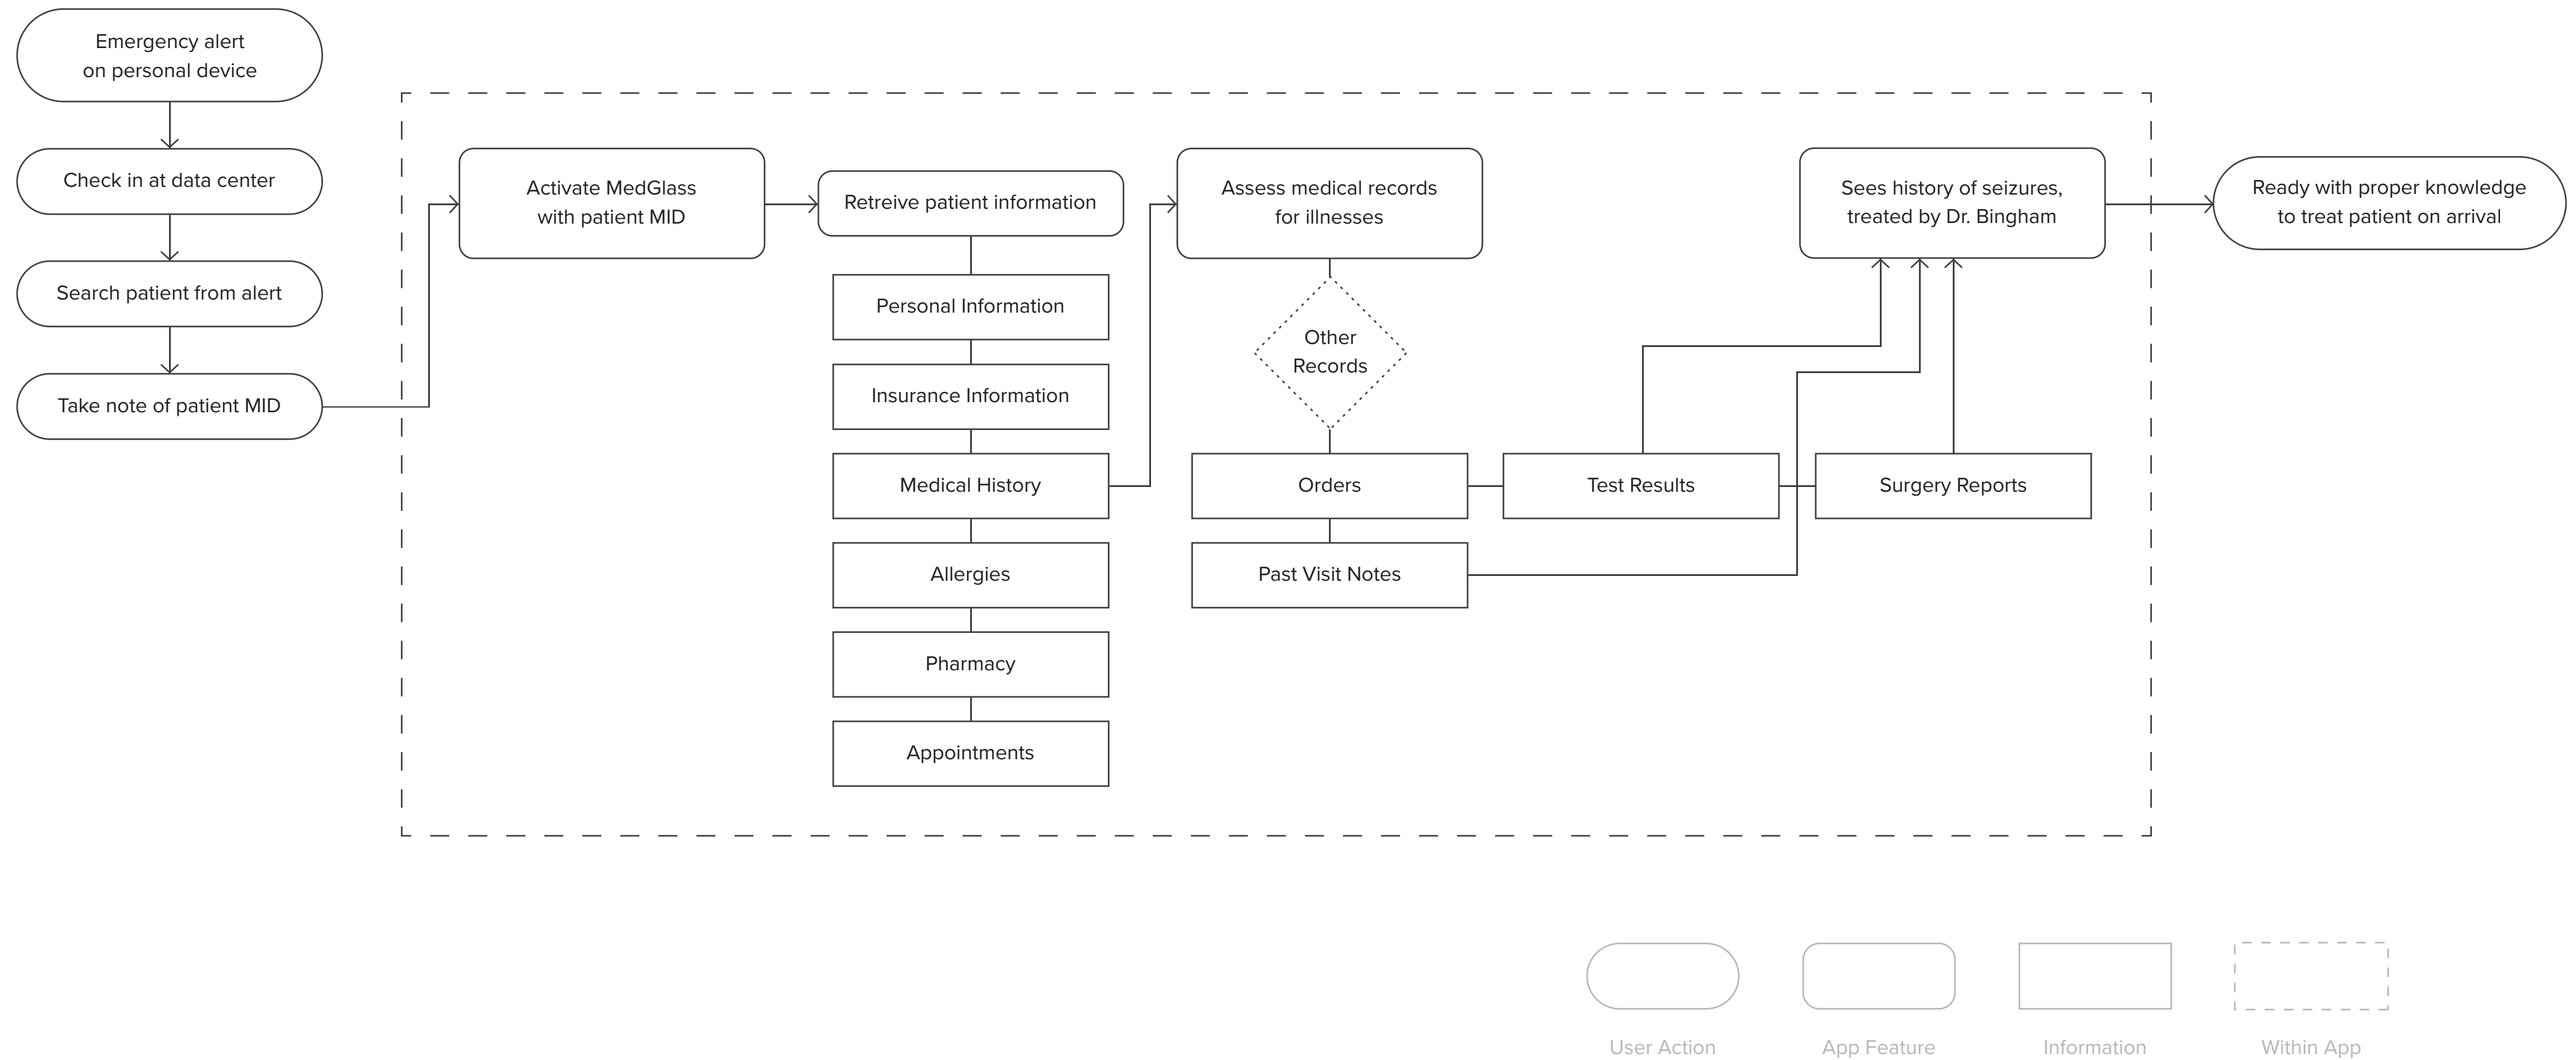 Emergency alert
on personal device
Check in at data center
Search patient from alert
Take note of patient MID
Activate MedGlass
with patient MID
Retreive patient information
Personal Information
Insurance Information
Medical History
Allergies
Pharmacy
Appointments
Assess medical records
for illnesses
Other
Records
Orders
Past Visit Notes
Test Results
Surgery Reports
Sees history of seizures,
treated by Dr. Bingham
Ready with proper knowledge
to treat patient on arrival
User Action
App Feature
Information
Within App